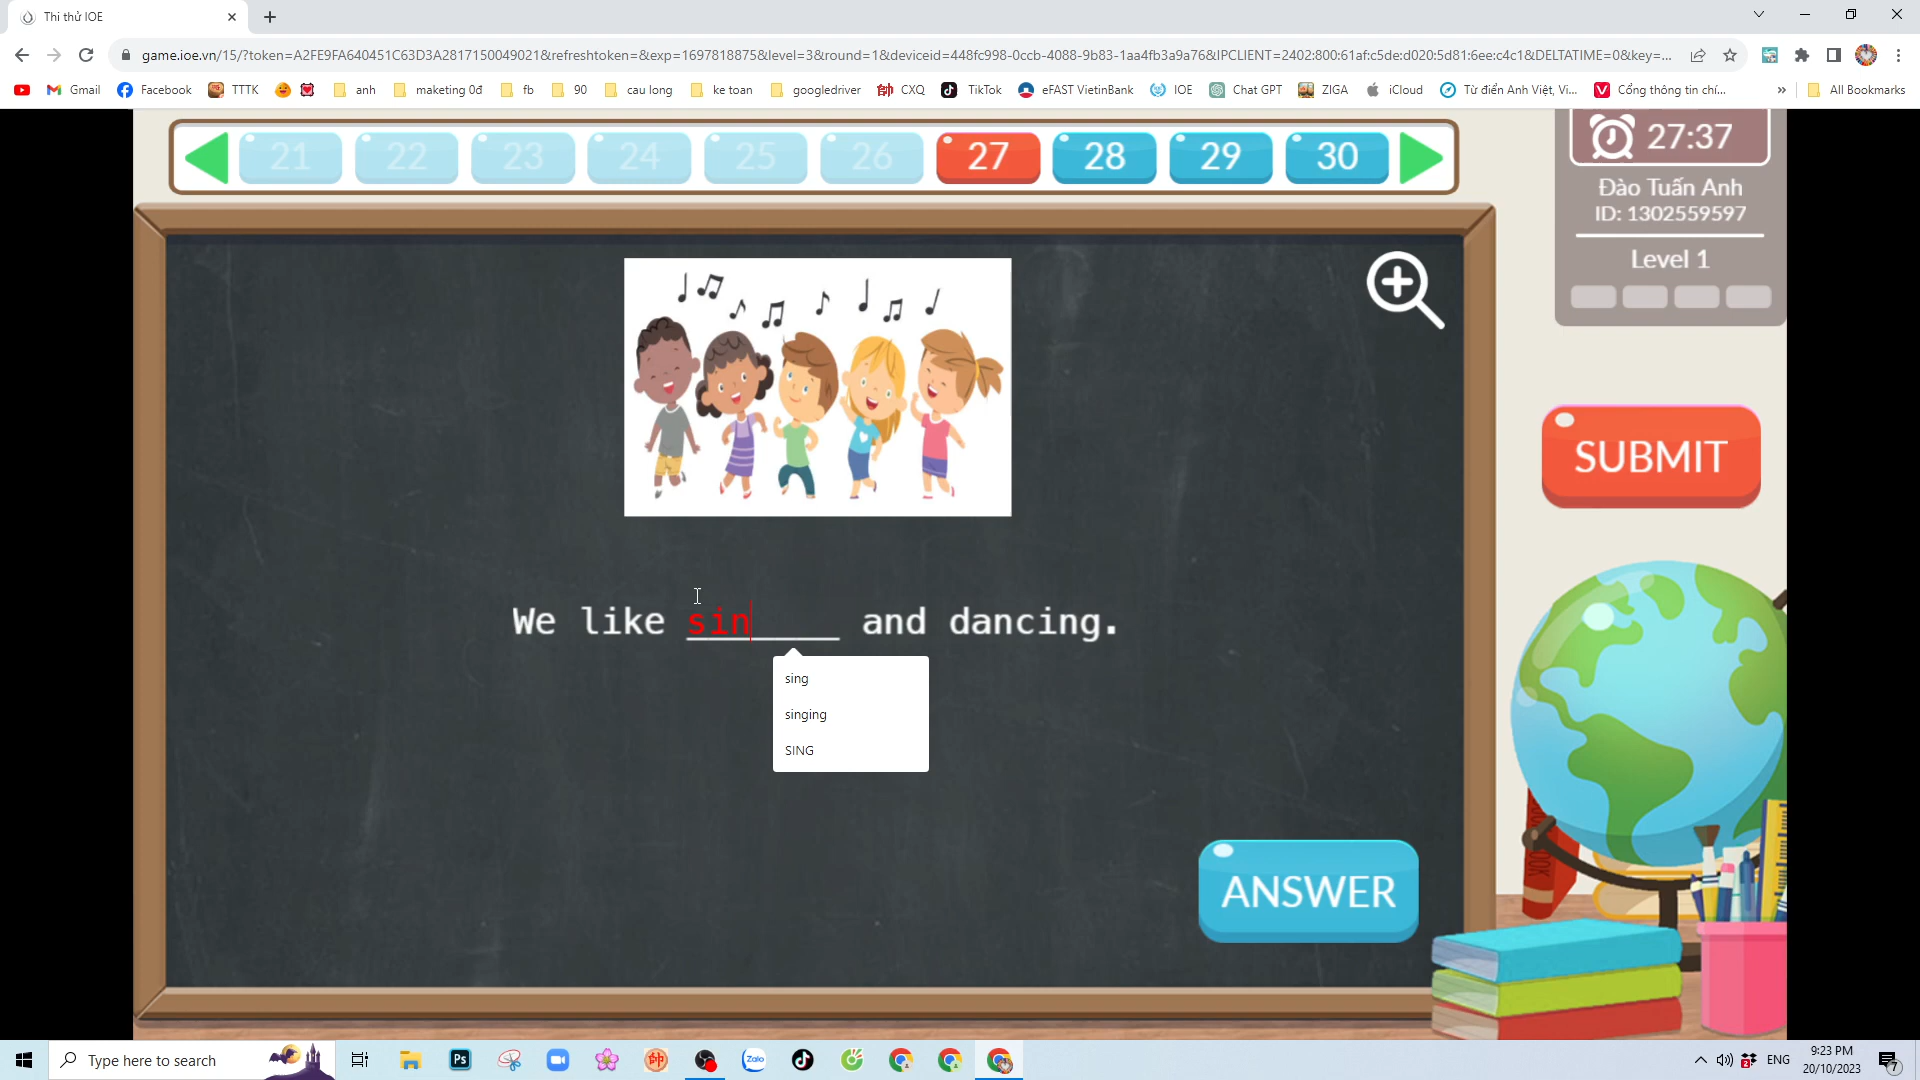 Thi thử IOE
game.ioe.vn/15/?token=A2FE9FA640451C63D3A2817150049021&refreshtoken=&exp=1697818875&level=3&round=1&deviceid=448fc998-0ccb-4088-9b83-1aa4fb3a9a76&IPCLIENT=2402:800:61af:c5de:d020:5d81:6ee:c4c1&DELTATIME=0&key=...
Gmail Facebook TTTK anh maketing 0đ fb 90 cau long ke toan googledriver CXQ TikTok eFAST VietinBank IOE Chat GPT ZIGA iCloud Từ điển Anh Việt, Vi... Cổng thông tin chí... » All Bookmarks
21 22 23 24 25 26 27 28 29 30
27:37
Đào Tuấn Anh
ID: 1302559597
Level 1
SUBMIT
We like sin____ and dancing.
sing
singing
SING
ANSWER
Type here to search
Ps
Zalo
ENG
9:23 PM
20/10/2023
7